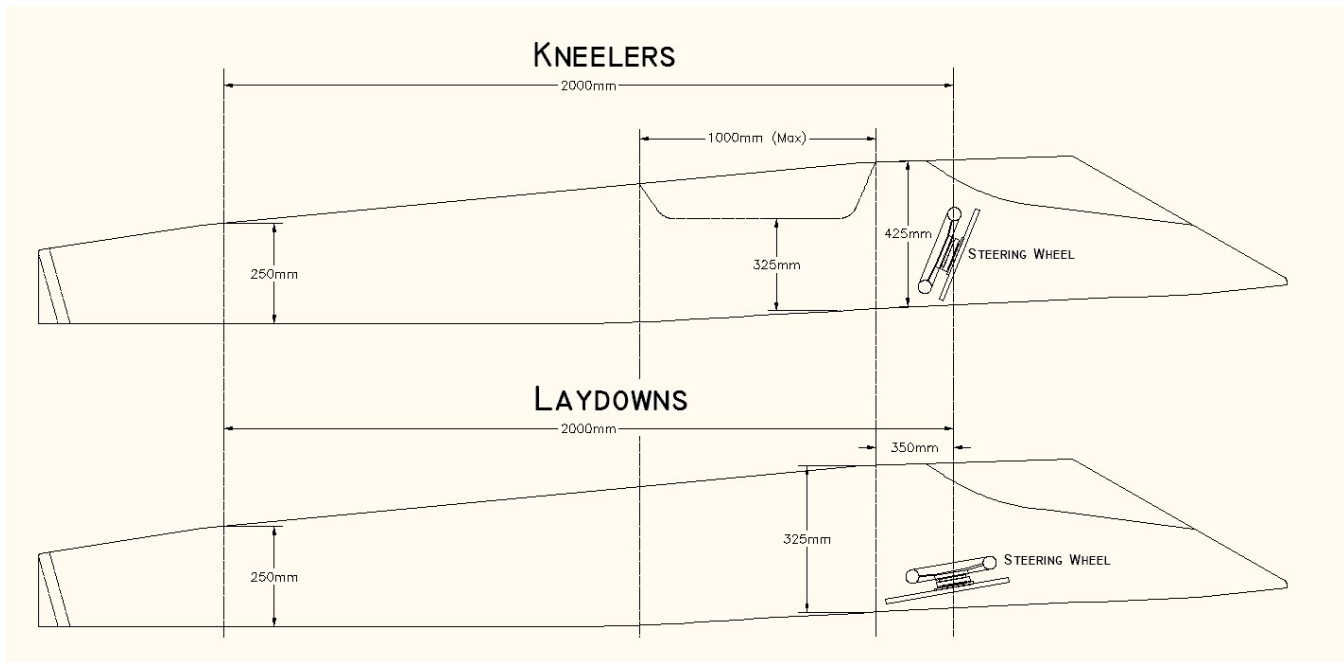 KNEELERS
2000mm
1000mm (Max)
425mm
250mm
325mm
STEERING WHEEL
LAYDOWNS
2000mm
350mm
325mm
STEERING WHEEL
250mm